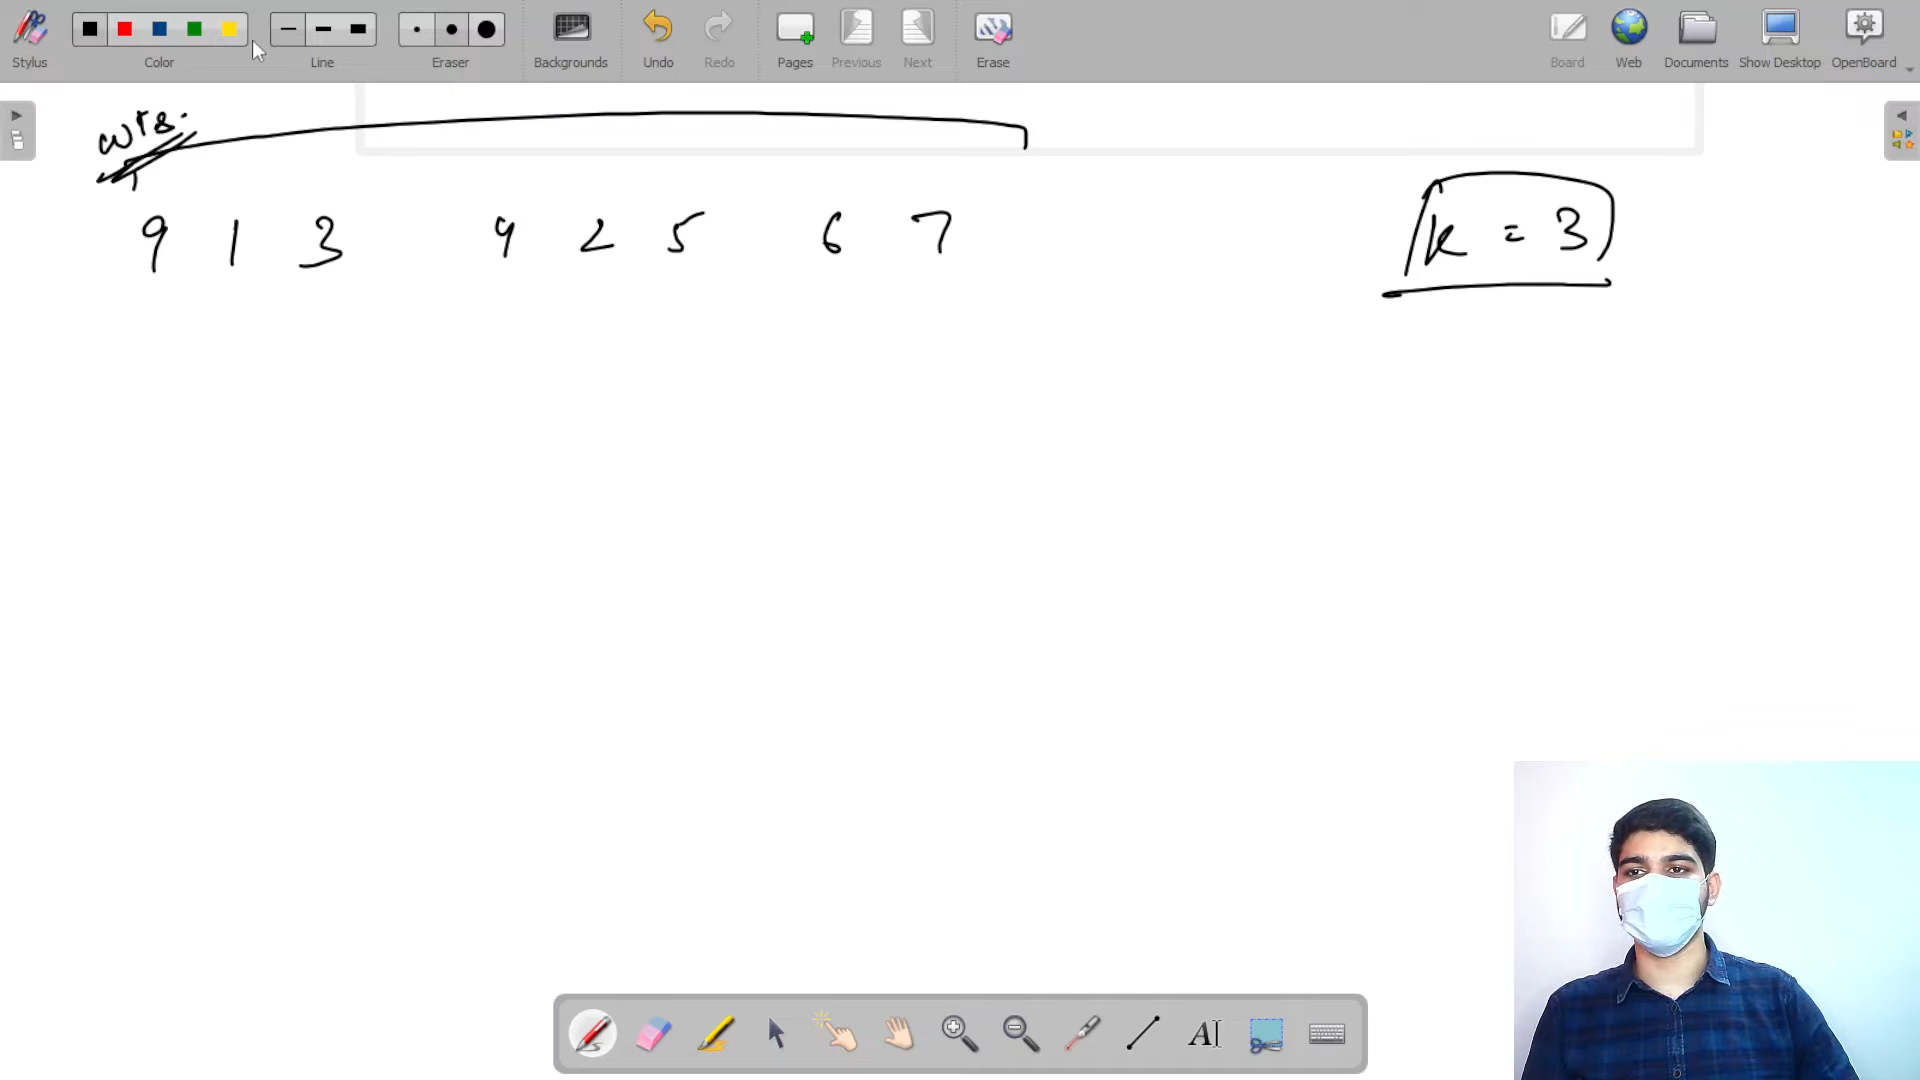 Stylus
Color
Line
Eraser
Backgrounds
Undo
Redo
Pages
Previous
Next
Erase
Board
Web
Documents
Show Desktop
OpenBoard
wts.
9 1 3 4 2 5 6 7
k = 3
A